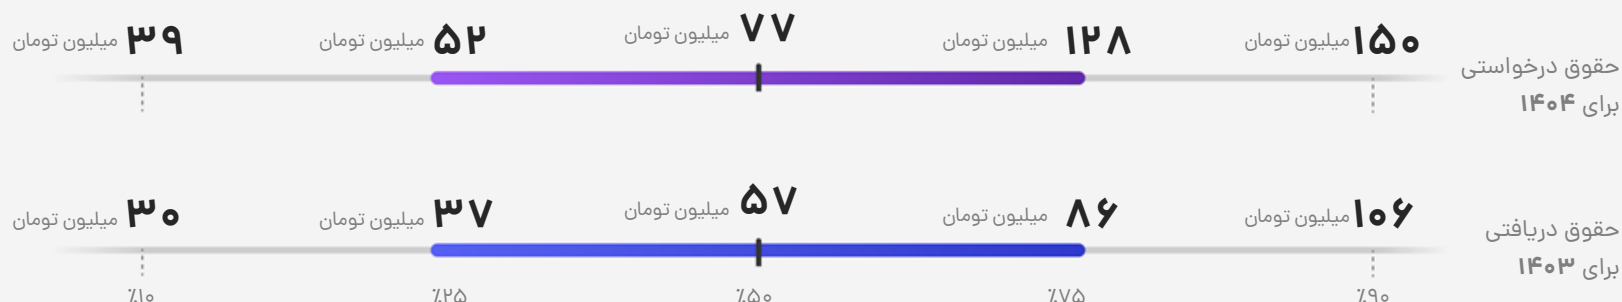 حقوق درخواستی
برای ۱۴۰۴
۱۵۰ میلیون تومان
۱۲۸ میلیون تومان
۷۷ میلیون تومان
۵۲ میلیون تومان
۳۹ میلیون تومان
حقوق دریافتی
برای ۱۴۰۳
۱۰۶ میلیون تومان
۸۶ میلیون تومان
۵۷ میلیون تومان
۳۷ میلیون تومان
۳۰ میلیون تومان
٪۹۰
٪۷۵
٪۵۰
٪۲۵
٪۱۰